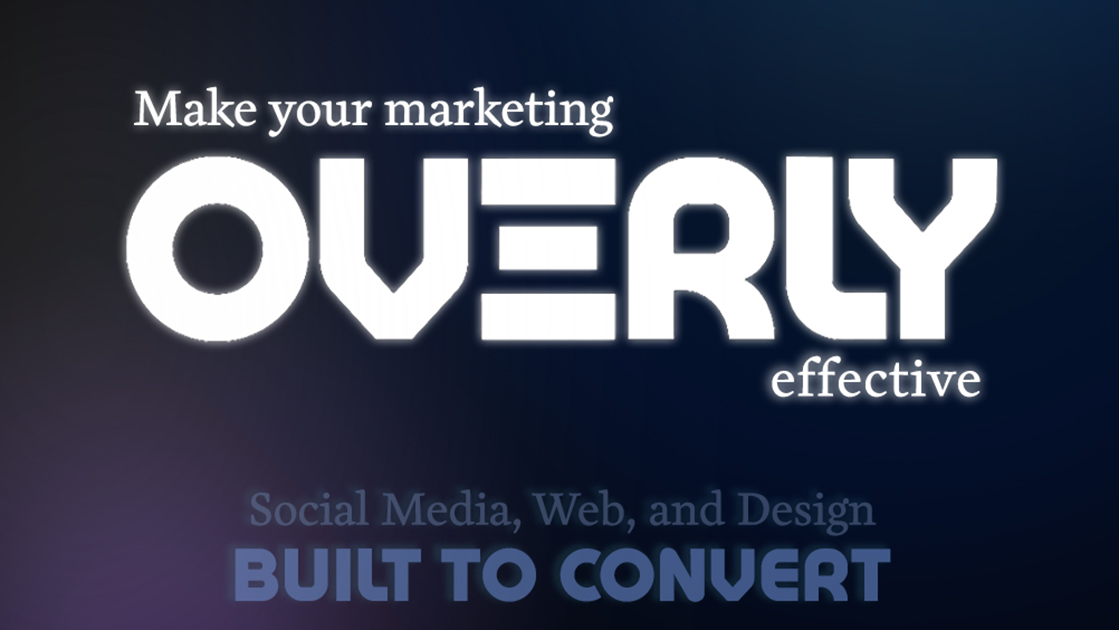 Make your marketing
OVERLY
effective
Social Media, Web, and Design
BUILT TO CONVERT